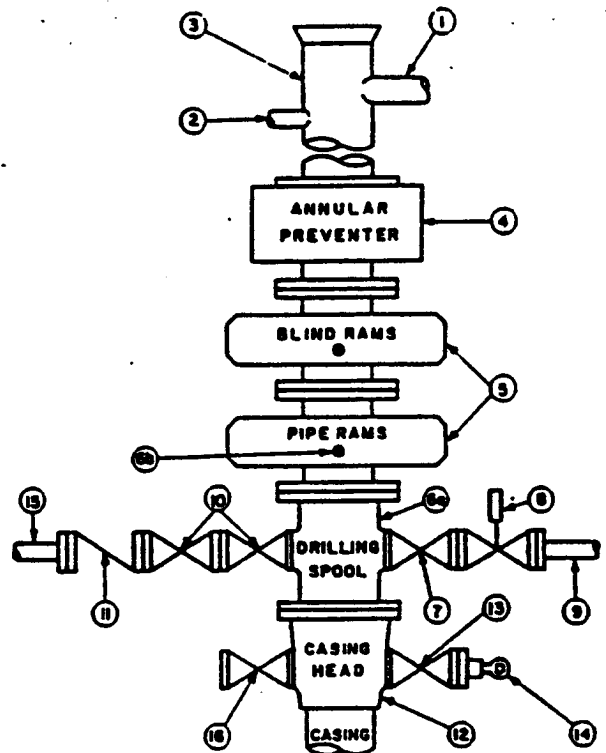 3
1
2
ANNULAR
PREVENTER
4
BLIND RAMS
5
PIPE RAMS
6b
15
10
6a
8
DRILLING
SPOOL
11
7
9
13
CASING
HEAD
16
12
14
CASING